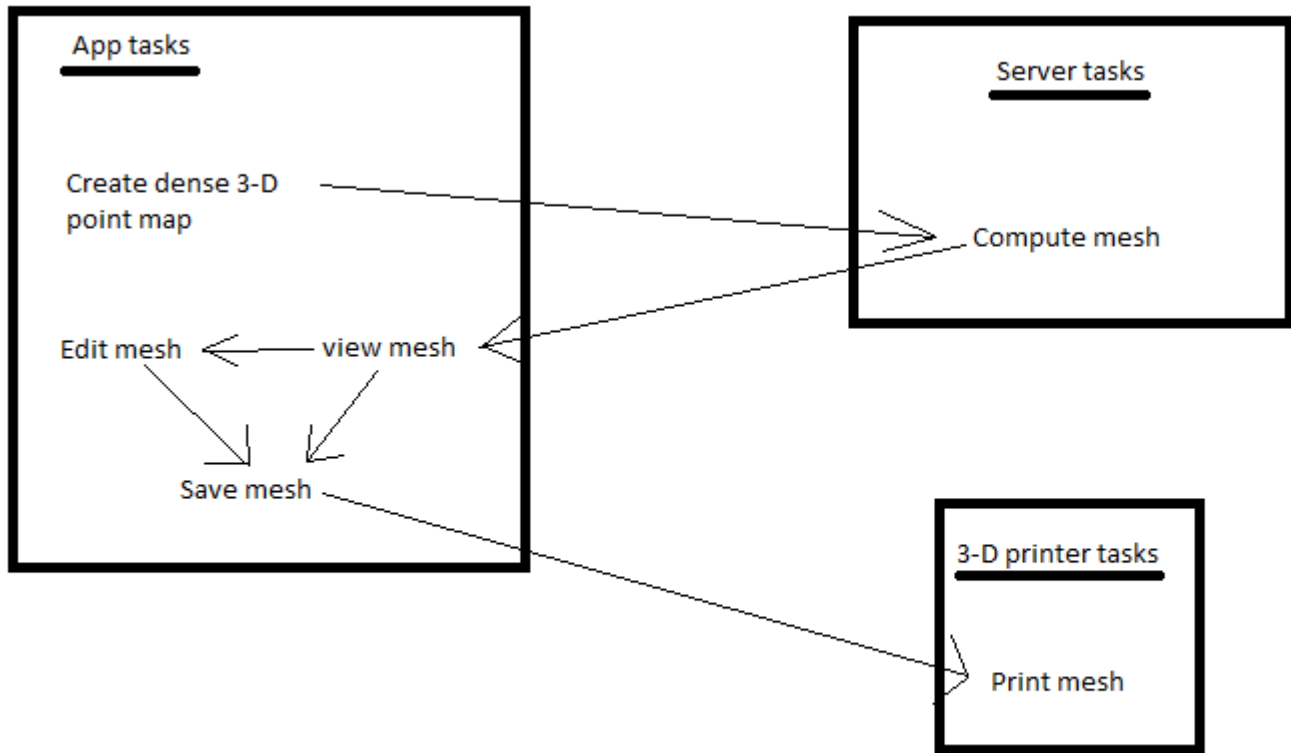 App tasks
Create dense 3-D
point map
Edit mesh
view mesh
Save mesh
Server tasks
Compute mesh
3-D printer tasks
Print mesh